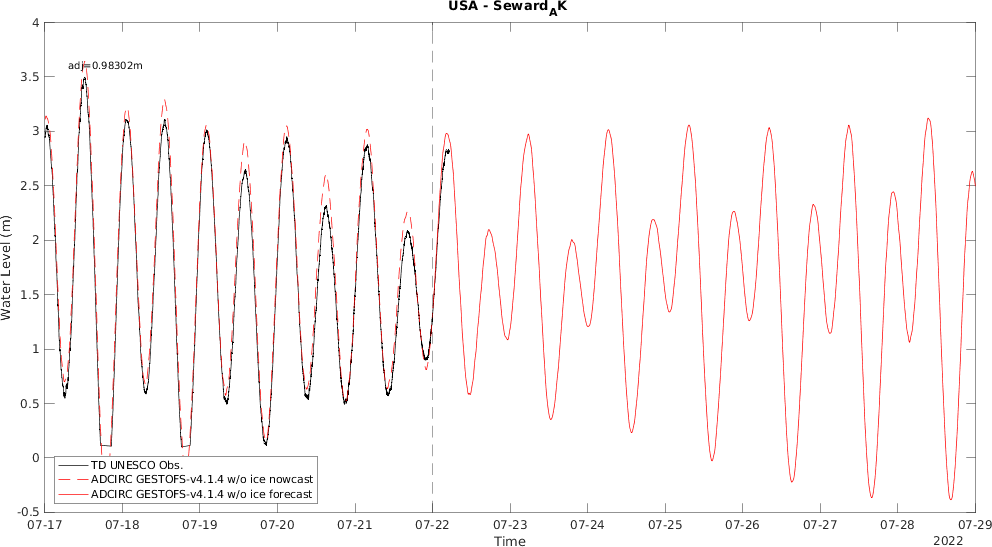 USA - Seward_AK
adj=0.98302m
4
3.5
3
2.5
2
1.5
1
0.5
0
-0.5
Water Level (m)
TD UNESCO Obs.
ADCIRC GESTOFS-v4.1.4 w/o ice nowcast
ADCIRC GESTOFS-v4.1.4 w/o ice forecast
07-17 07-18 07-19 07-20 07-21 07-22 07-23 07-24 07-25 07-26 07-27 07-28 07-29
Time
2022